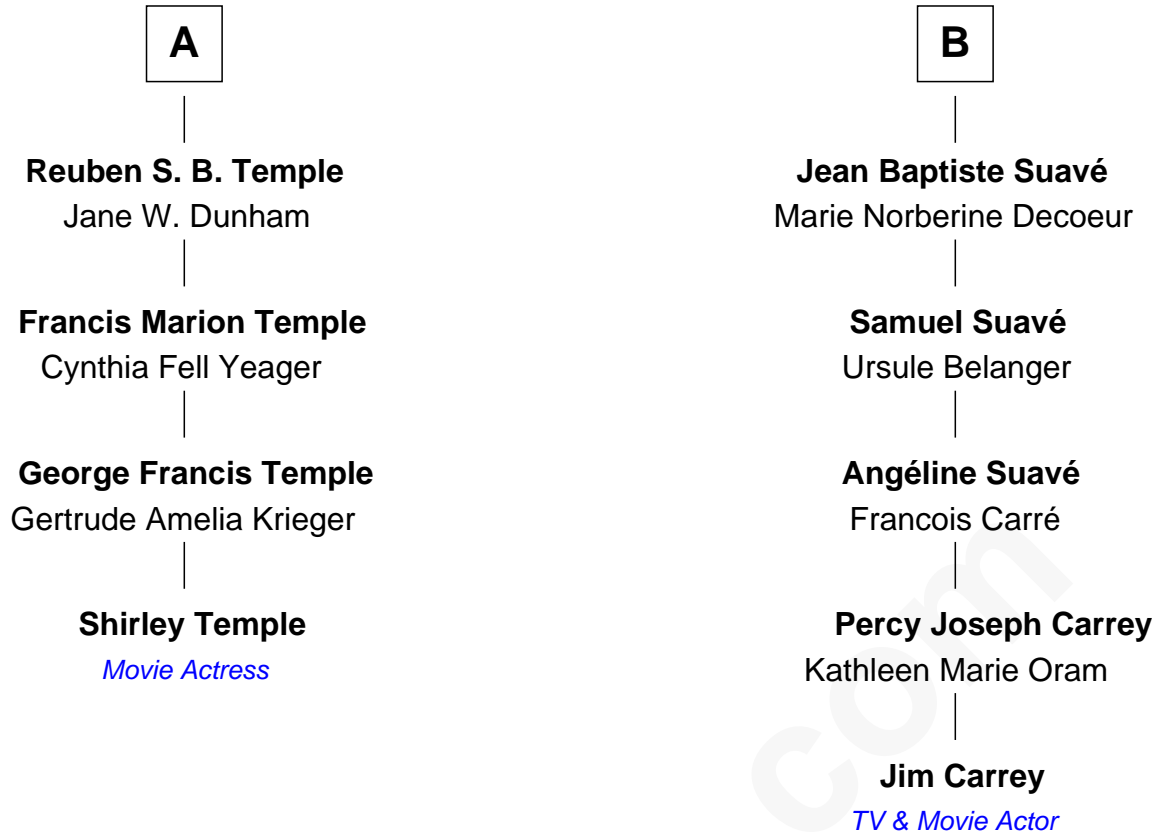 A
Reuben S. B. Temple
Jane W. Dunham
Francis Marion Temple
Cynthia Fell Yeager
George Francis Temple
Gertrude Amelia Krieger
Shirley Temple
Movie Actress
B
Jean Baptiste Suavé
Marie Norberine Decoeur
Samuel Suavé
Ursule Belanger
Angéline Suavé
Francois Carré
Percy Joseph Carrey
Kathleen Marie Oram
Jim Carrey
TV & Movie Actor
com